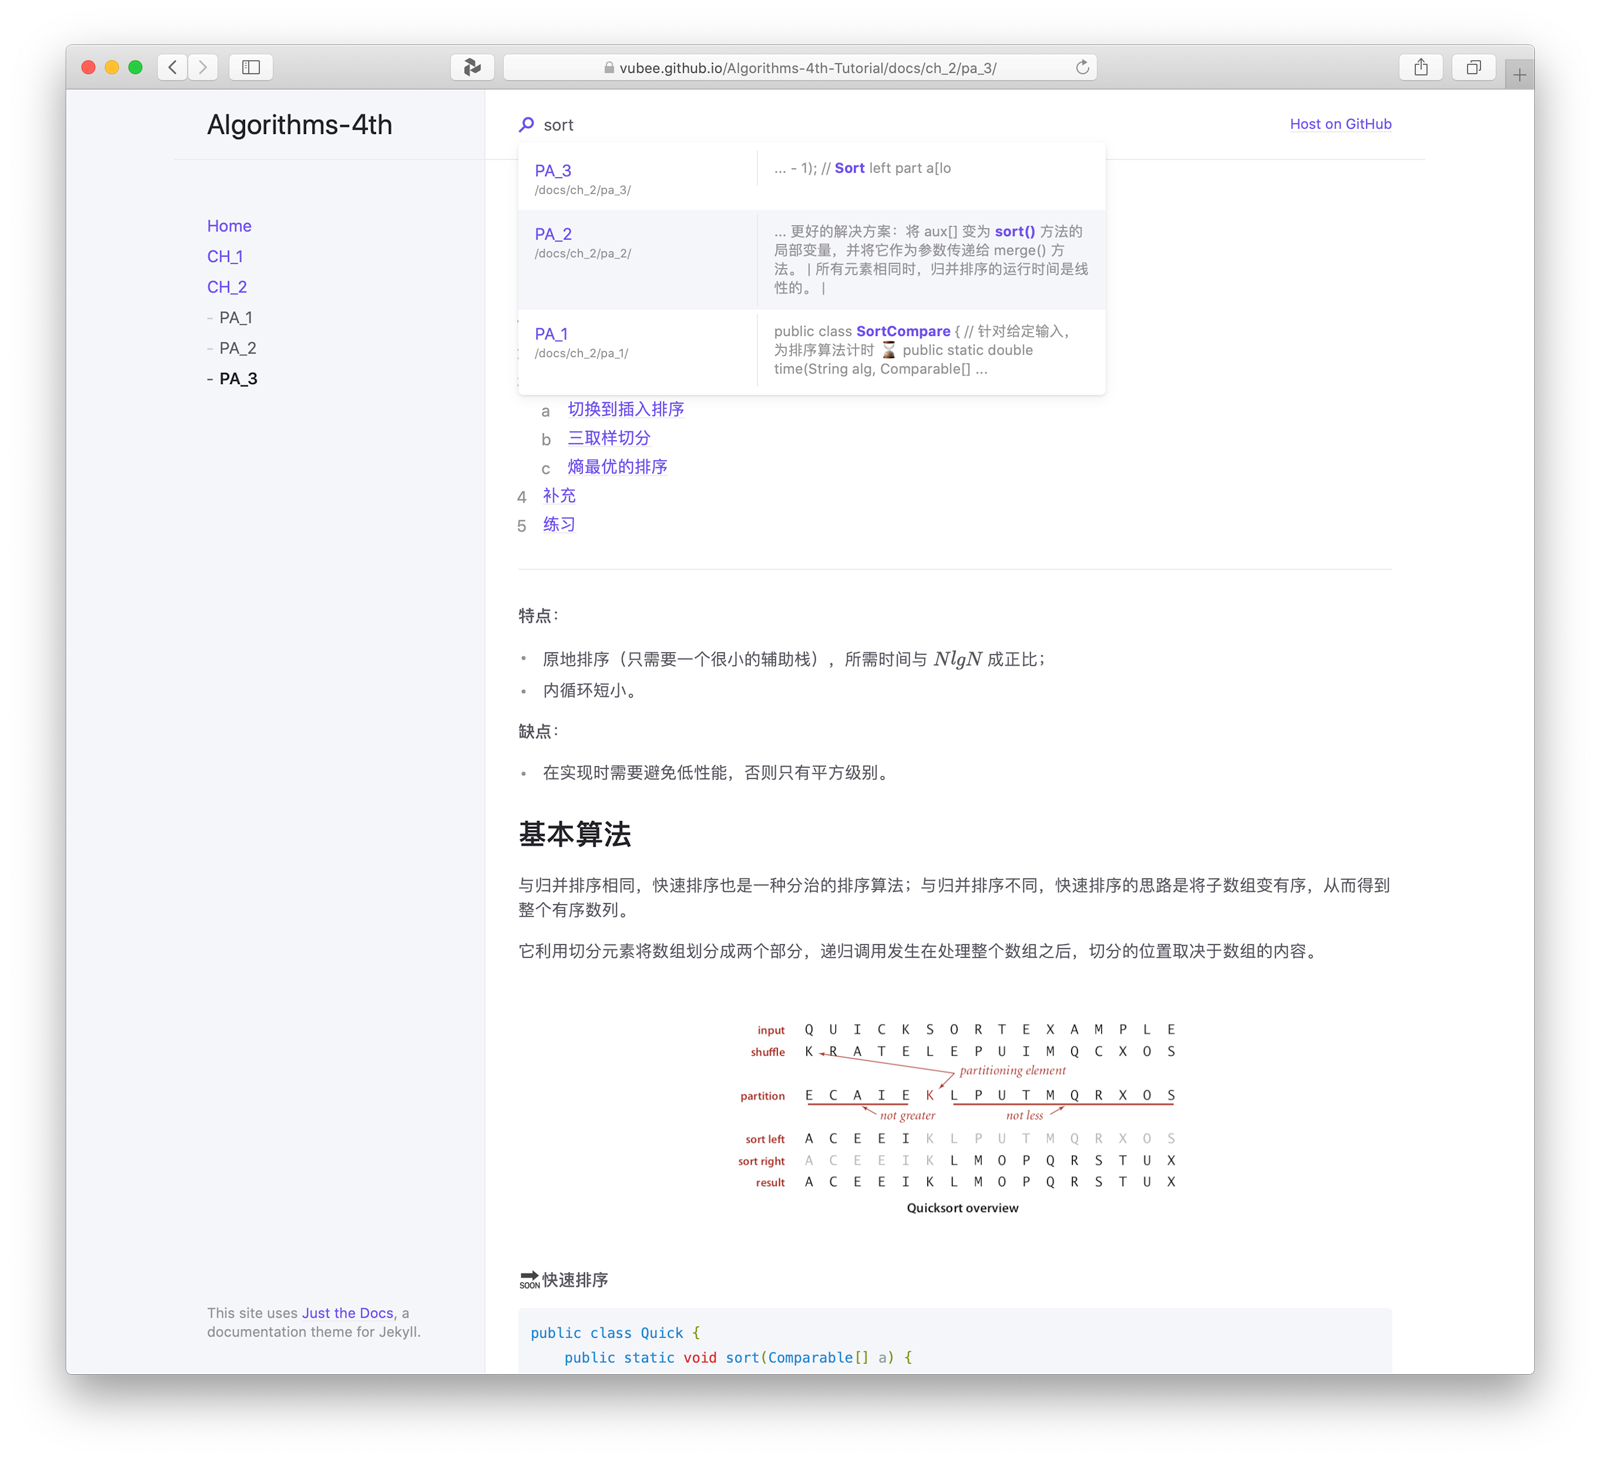 vubee.github.io/Algorithms-4th-Tutorial/docs/ch_2/pa_3/
Algorithms-4th
sort
Host on GitHub
Home
CH_1
CH_2
- PA_1
- PA_2
- PA_3
PA_3
/docs/ch_2/pa_3/
... - 1); // Sort left part a[lo
PA_2
/docs/ch_2/pa_2/
... 更好的解决方案：将 aux[] 变为 sort() 方法的
局部变量，并将它作为参数传递给 merge() 方
法。 | 所有元素相同时，归并排序的运行时间是线
性的。 |
PA_1
/docs/ch_2/pa_1/
public class SortCompare { // 针对给定输入，
为排序算法计时 ⌛ public static double
time(String alg, Comparable[] ...
a 切换到插入排序
b 三取样切分
c 熵最优的排序
4 补充
5 练习
特点：
• 原地排序（只需要一个很小的辅助栈），所需时间与 NlgN 成正比；
• 内循环短小。
缺点：
• 在实现时需要避免低性能，否则只有平方级别。
基本算法
与归并排序相同，快速排序也是一种分治的排序算法；与归并排序不同，快速排序的思路是将子数组变有序，从而得到
整个有序数列。
它利用切分元素将数组划分成两个部分，递归调用发生在处理整个数组之后，切分的位置取决于数组的内容。
input Q U I C K S O R T E X A M P L E
shuffle K R A T E L E P U I M Q C X O S
partitioning element
partition E C A I E K L P U T M Q R X O S
not greater not less
sort left A C E E I K L P U T M Q R X O S
sort right A C E E I K L M O P Q R S T U X
result A C E E I K L M O P Q R S T U X
Quicksort overview
🔜快速排序
public class Quick {
public static void sort(Comparable[] a) {
This site uses Just the Docs, a
documentation theme for Jekyll.